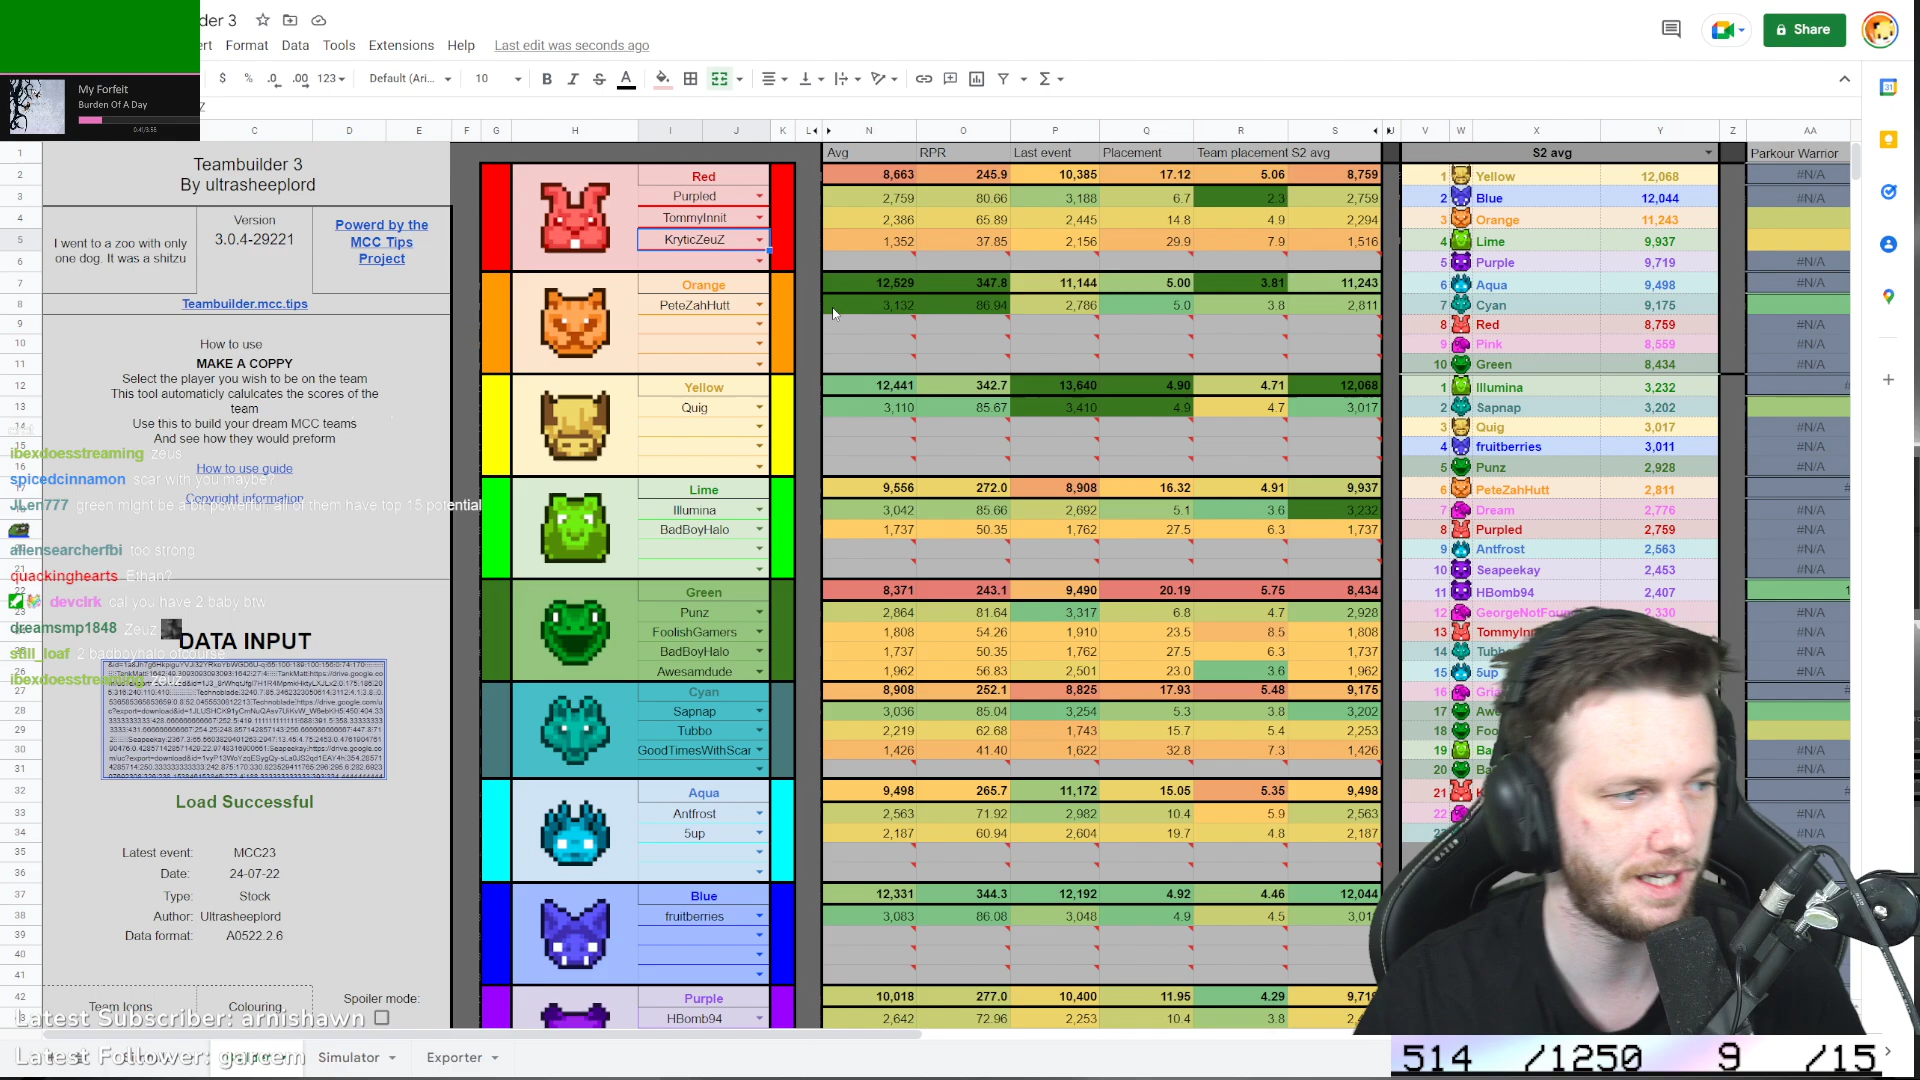 der 3
rt Format Data Tools Extensions Help Last edit was seconds ago
Share
$ % .0 .00 123 Default (Ari... 10
My Forfeit
Burden Of A Day
C D E F G H I J K L N O P Q R S U V W X Y Z AA
Teambuilder 3
By ultrasheeplord
I went to a zoo with only one dog. It was a shitzu
Version
3.0.4-29221
Powerd by the MCC Tips Project
Teambuilder.mcc.tips
How to use
MAKE A COPPY
Select the player you wish to be on the team
This tool automaticly calulcates the scores of the team
Use this to build your dream MCC teams
And see how they would preform
How to use guide
Copyright information
ibexdoesstreaming zeus
spicedcinnamon scar with you maybe?
JLen777 green might be a bit powerful all of them have top 15 potential
aliensearcherfbi too strong
quackinghearts Ethan?
devclrk cal you have 2 baby btw
dreamsmp1848 Zeuz
still_loaf 2 badboyhalo ofcourse
ibexdoesstreaming zeuz
DATA INPUT
Load Successful
Latest event: MCC23
Date: 24-07-22
Type: Stock
Author: Ultrasheeplord
Data format: A0522.2.6
Team Icons Colouring Spoiler mode:
Latest Subscriber: arnishawn
Latest Follower: garcem
Simulator Exporter
Avg RPR Last event Placement Team placement S2 avg
Red 8,663 245.9 10,385 17.12 5.06 8,759
Purpled 2,759 80.66 3,188 6.7 2.3 2,759
TommyInnit 2,386 65.89 2,445 14.8 4.9 2,294
KryticZeuZ 1,352 37.85 2,156 29.9 7.9 1,516
Orange 12,529 347.8 11,144 5.00 3.81 11,243
PeteZahHutt 3,132 86.94 2,786 5.0 3.8 2,811
Yellow 12,441 342.7 13,640 4.90 4.71 12,068
Quig 3,110 85.67 3,410 4.9 4.7 3,017
Lime 9,556 272.0 8,908 16.32 4.91 9,937
Illumina 3,042 85.66 2,692 5.1 3.6 3,232
BadBoyHalo 1,737 50.35 1,762 27.5 6.3 1,737
Green 8,371 243.1 9,490 20.19 5.75 8,434
Punz 2,864 81.64 3,317 6.8 4.7 2,928
FoolishGamers 1,808 54.26 1,910 23.5 8.5 1,808
BadBoyHalo 1,737 50.35 1,762 27.5 6.3 1,737
Awesamdude 1,962 56.83 2,501 23.0 3.6 1,962
Cyan 8,908 252.1 8,825 17.93 5.48 9,175
Sapnap 3,036 85.04 3,254 5.3 3.8 3,202
Tubbo 2,219 62.68 1,743 15.7 5.4 2,253
GoodTimesWithScar 1,426 41.40 1,622 32.8 7.3 1,426
Aqua 9,498 265.7 11,172 15.05 5.35 9,498
Antfrost 2,563 71.92 2,982 10.4 5.9 2,563
5up 2,187 60.94 2,604 19.7 4.8 2,187
Blue 12,331 344.3 12,192 4.92 4.46 12,044
fruitberries 3,083 86.08 3,048 4.9 4.5 3,01
Purple 10,018 277.0 10,400 11.95 4.29 9,71
HBomb94 2,642 72.96 2,253 10.4 3.8
S2 avg
1 Yellow 12,068
2 Blue 12,044
3 Orange 11,243
4 Lime 9,937
5 Purple 9,719
6 Aqua 9,498
7 Cyan 9,175
8 Red 8,759
9 Pink 8,559
10 Green 8,434
1 Illumina 3,232
2 Sapnap 3,202
3 Quig 3,017
4 fruitberries 3,011
5 Punz 2,928
6 PeteZahHutt 2,811
7 Dream 2,776
8 Purpled 2,759
9 Antfrost 2,563
10 Seapeekay 2,453
11 HBomb94 2,407
12 GeorgeNotFou 2,330
13 TommyInn
14 Tubb
15 5up
16 Gria
17 Awe
18 Foo
19 Ba
20 Ba
21 K
22
Parkour Warrior
#N/A
514 /1250 9 /15